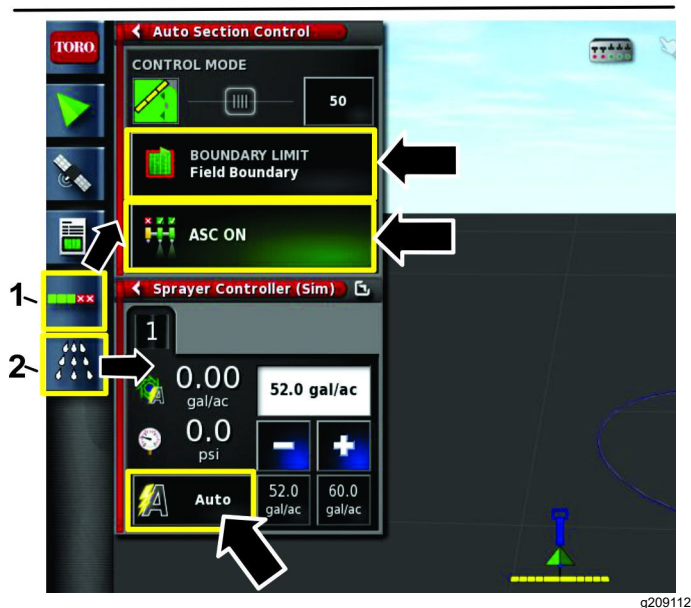 TORO.
Auto Section Control
CONTROL MODE
50
BOUNDARY LIMIT
Field Boundary
ASC ON
1
Sprayer Controller (Sim)
1
2
0.00
gal/ac
52.0 gal/ac
0.0
psi
A Auto
52.0
gal/ac
60.0
gal/ac
g209112